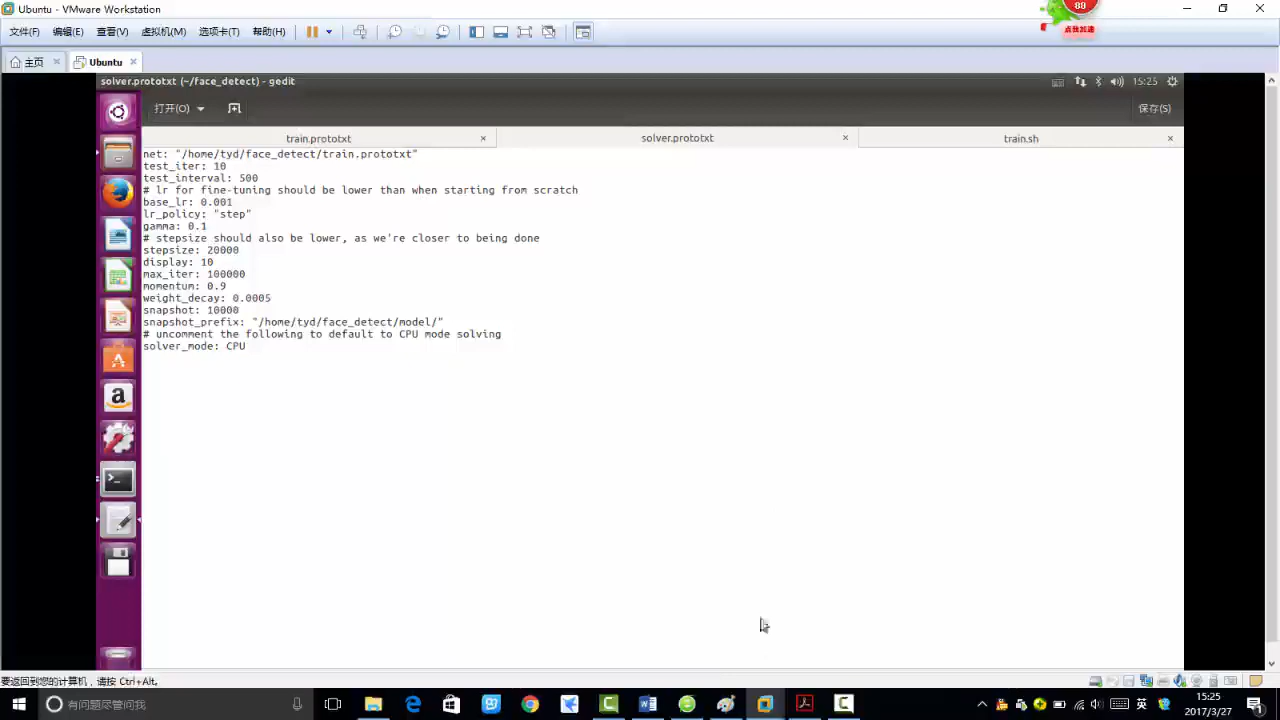 Ubuntu - VMware Workstation
88
点我加速
文件(F) 编辑(E) 查看(V) 虚拟机(M) 选项卡(T) 帮助(H)
主页 Ubuntu
solver.prototxt (~/face_detect) - gedit
15:25
打开(O)
保存(S)
train.prototxt
solver.prototxt
train.sh
net: "/home/tyd/face_detect/train.prototxt"
test_iter: 10
test_interval: 500
# lr for fine-tuning should be lower than when starting from scratch
base_lr: 0.001
lr_policy: "step"
gamma: 0.1
# stepsize should also be lower, as we're closer to being done
stepsize: 20000
display: 10
max_iter: 100000
momentum: 0.9
weight_decay: 0.0005
snapshot: 10000
snapshot_prefix: "/home/tyd/face_detect/model/"
# uncomment the following to default to CPU mode solving
solver_mode: CPU
要返回到您的计算机，请按 Ctrl+Alt。
有问题尽管问我
英
15:25
2017/3/27